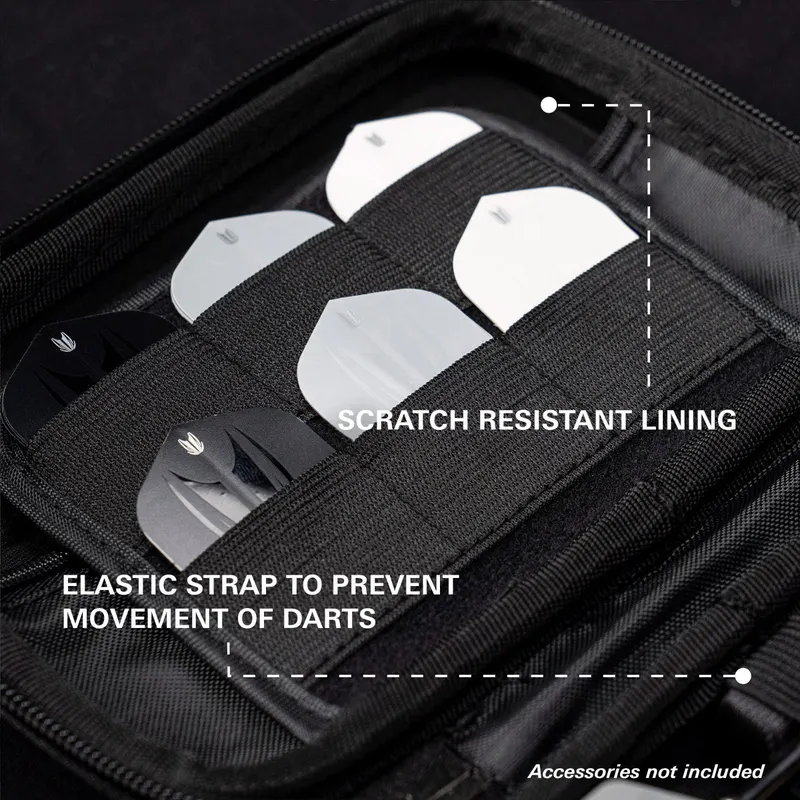 SCRATCH RESISTANT LINING
ELASTIC STRAP TO PREVENT
MOVEMENT OF DARTS
Accessories not included